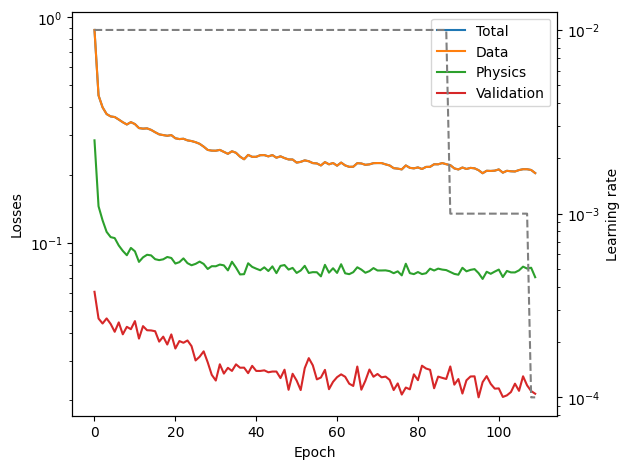 Total
Data
Physics
Validation
10⁰
10⁻¹
Losses
0
20
40
60
80
100
Epoch
10⁻²
10⁻³
10⁻⁴
Learning rate